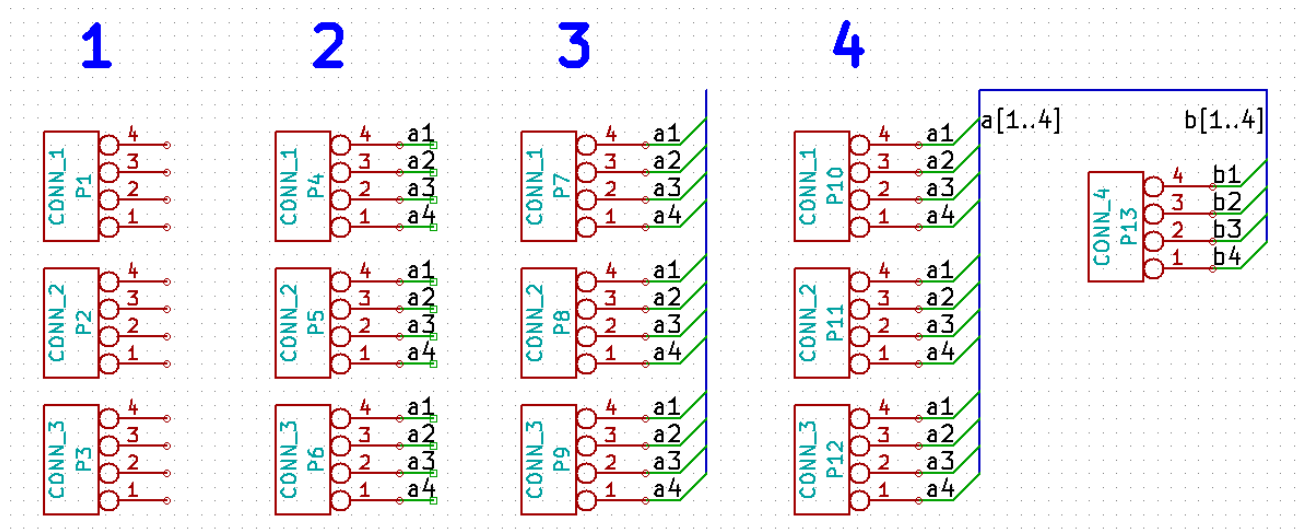 1 2 3 4
a[1..4] b[1..4]
CONN_1
P1
4
3
2
1
CONN_2
P2
4
3
2
1
CONN_3
P3
4
3
2
1
CONN_1
P4
4 a1
3 a2
2 a3
1 a4
CONN_2
P5
4 a1
3 a2
2 a3
1 a4
CONN_3
P6
4 a1
3 a2
2 a3
1 a4
CONN_1
P7
4 a1
3 a2
2 a3
1 a4
CONN_2
P8
4 a1
3 a2
2 a3
1 a4
CONN_3
P9
4 a1
3 a2
2 a3
1 a4
CONN_1
P10
4 a1
3 a2
2 a3
1 a4
CONN_2
P11
4 a1
3 a2
2 a3
1 a4
CONN_3
P12
4 a1
3 a2
2 a3
1 a4
CONN_4
P13
4 b1
3 b2
2 b3
1 b4